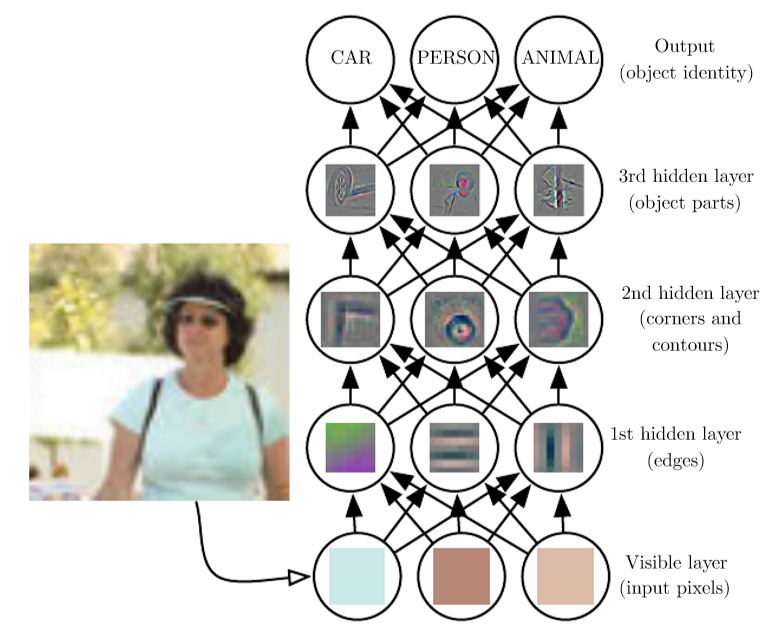 CAR
PERSON
ANIMAL
Output
(object identity)
3rd hidden layer
(object parts)
2nd hidden layer
(corners and
contours)
1st hidden layer
(edges)
Visible layer
(input pixels)